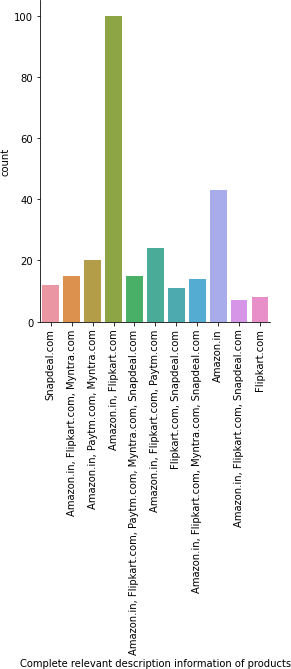 100
80
60
40
20
0
count
Snapdeal.com
Amazon.in, Flipkart.com, Myntra.com
Amazon.in, Paytm.com, Myntra.com
Amazon.in, Flipkart.com
Amazon.in, Flipkart.com, Paytm.com, Myntra.com, Snapdeal.com
Amazon.in, Flipkart.com, Paytm.com
Flipkart.com, Snapdeal.com
Amazon.in, Flipkart.com, Myntra.com, Snapdeal.com
Amazon.in
Amazon.in, Flipkart.com, Snapdeal.com
Flipkart.com
Complete relevant description information of products